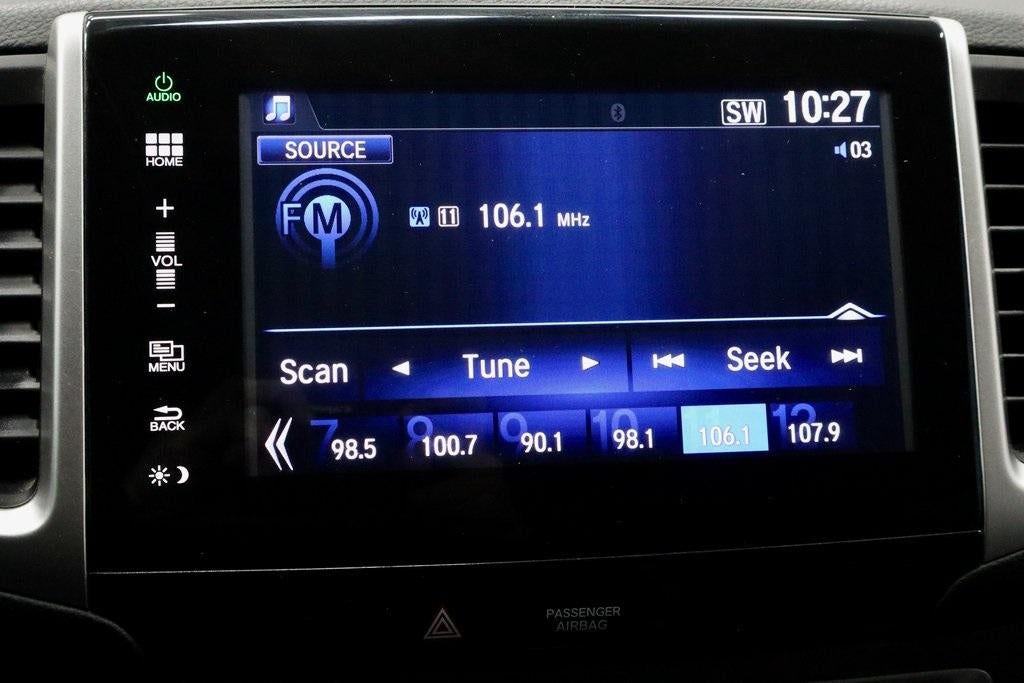 AUDIO
HOME
+
VOL
−
MENU
BACK
SW 10:27
SOURCE
03
FM
11 106.1 MHz
Scan Tune Seek
7 98.5 8 100.7 9 90.1 10 98.1 106.1 12 107.9
PASSENGER
AIRBAG